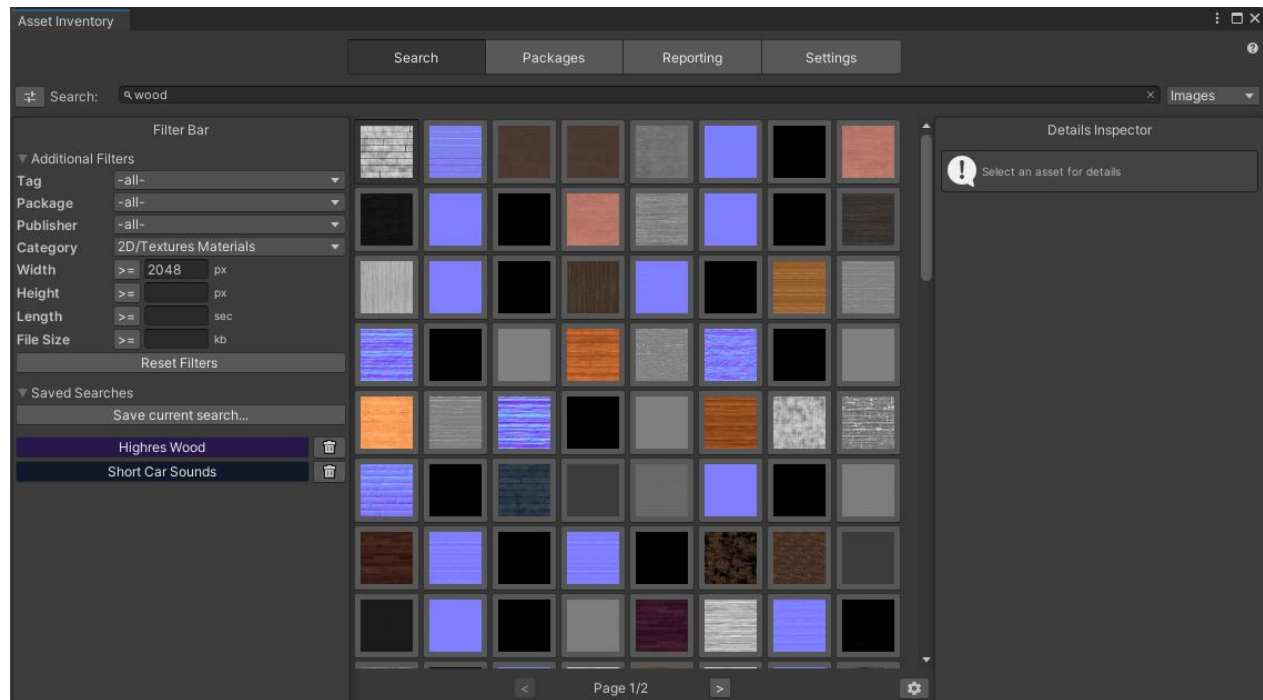 Asset Inventory
Search Packages Reporting Settings
Search: wood Images
Filter Bar
Additional Filters
Tag -all-
Package -all-
Publisher -all-
Category 2D/Textures Materials
Width >= 2048 px
Height >= px
Length >= sec
File Size >= kb
Reset Filters
Saved Searches
Save current search...
Highres Wood
Short Car Sounds
Details Inspector
Select an asset for details
< Page 1/2 >